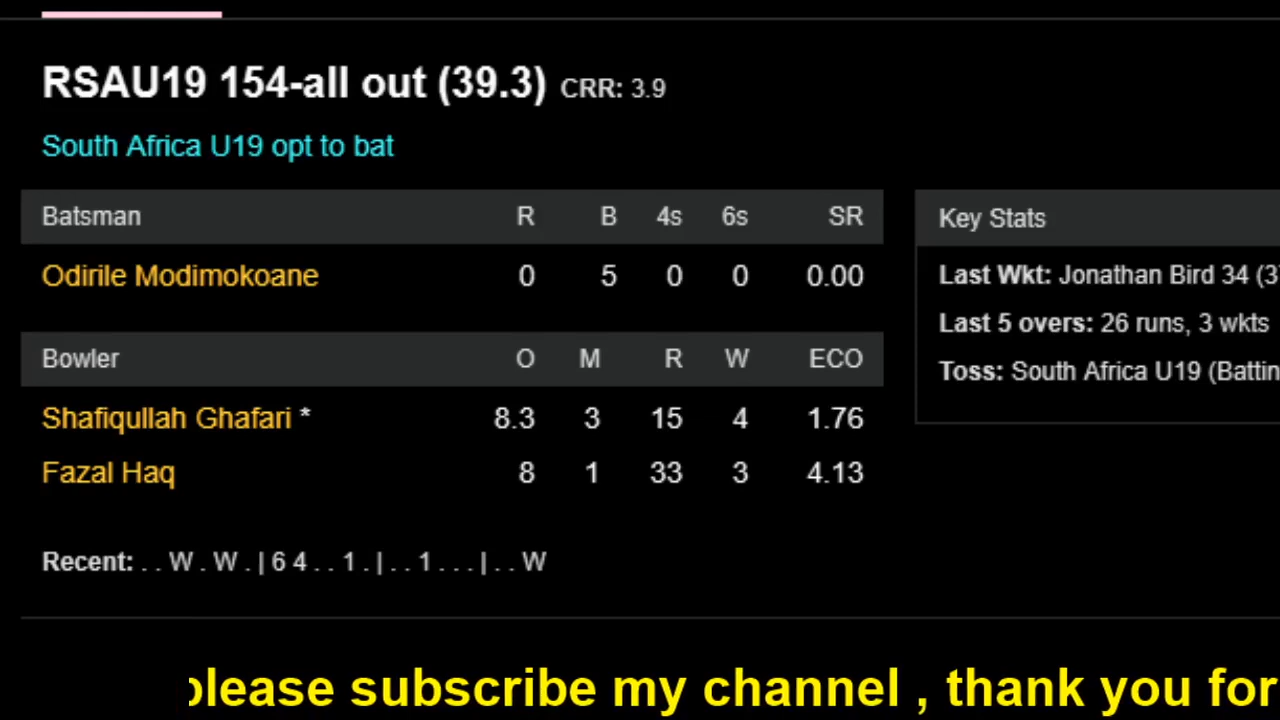 RSAU19 154-all out (39.3) CRR: 3.9
South Africa U19 opt to bat
Batsman R B 4s 6s SR
Odirile Modimokoane 0 5 0 0 0.00
Bowler O M R W ECO
Shafiqullah Ghafari * 8.3 3 15 4 1.76
Fazal Haq 8 1 33 3 4.13
Recent: . . W . W . | 6 4 . . 1 . | . . 1 . . . | . . W
Key Stats
Last Wkt: Jonathan Bird 34 (3
Last 5 overs: 26 runs, 3 wkts
Toss: South Africa U19 (Battin
please subscribe my channel , thank you for